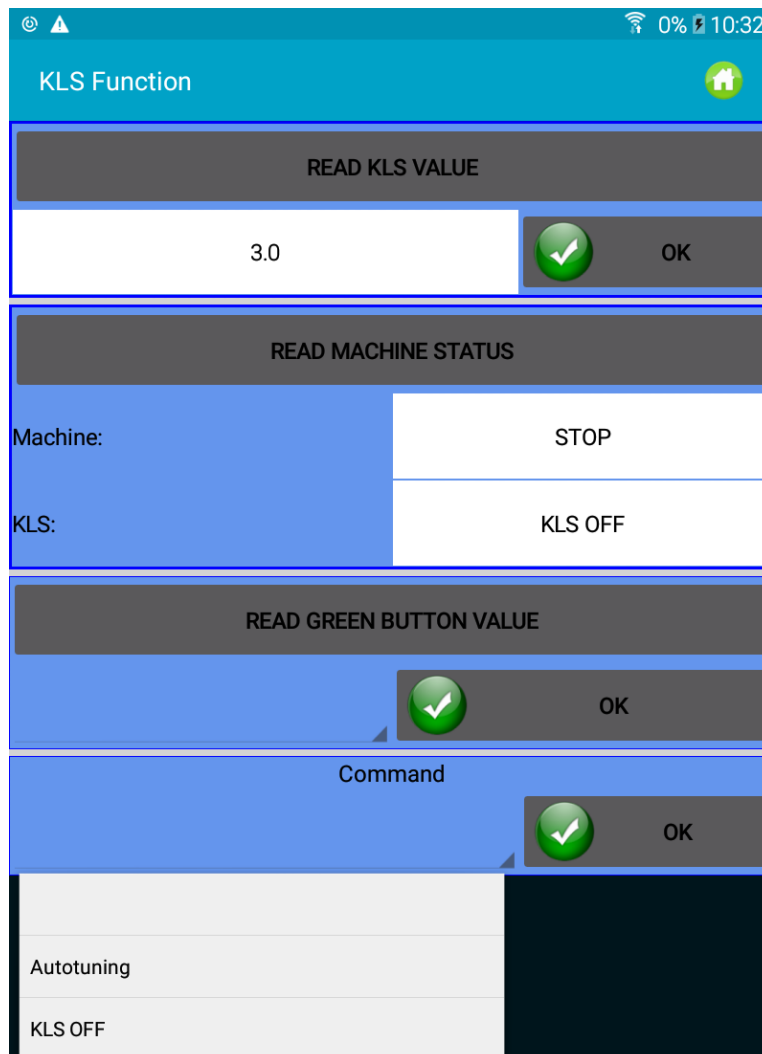 0% 10:32
KLS Function
READ KLS VALUE
3.0 OK
READ MACHINE STATUS
Machine: STOP
KLS: KLS OFF
READ GREEN BUTTON VALUE
OK
Command
OK
Autotuning
KLS OFF